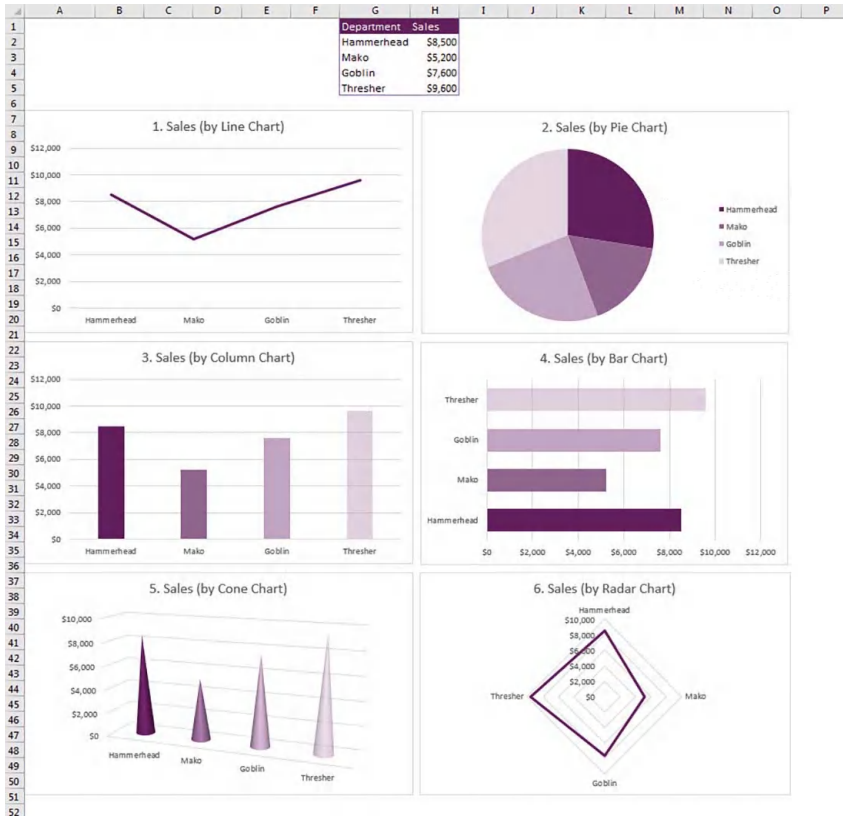 A B C D E F G H I J K L M N O P
1
2
3
4
5
6
7
8
9
10
11
12
13
14
15
16
17
18
19
20
21
22
23
24
25
26
27
28
29
30
31
32
33
34
35
36
37
38
39
40
41
42
43
44
45
46
47
48
49
50
51
52
Department Sales
Hammerhead $8,500
Mako $5,200
Goblin $7,600
Thresher $9,600
1. Sales (by Line Chart)
$12,000
$10,000
$8,000
$6,000
$4,000
$2,000
$0
Hammerhead Mako Goblin Thresher
2. Sales (by Pie Chart)
Hammerhead
Mako
Goblin
Thresher
3. Sales (by Column Chart)
$12,000
$10,000
$8,000
$6,000
$4,000
$2,000
$0
Hammerhead Mako Goblin Thresher
4. Sales (by Bar Chart)
Thresher
Goblin
Mako
Hammerhead
$0 $2,000 $4,000 $6,000 $8,000 $10,000 $12,000
5. Sales (by Cone Chart)
$10,000
$8,000
$6,000
$4,000
$2,000
$0
Hammerhead Mako Goblin Thresher
6. Sales (by Radar Chart)
Hammerhead
$10,000
$8,000
$6,000
$4,000
$2,000
$0
Thresher Mako
Goblin